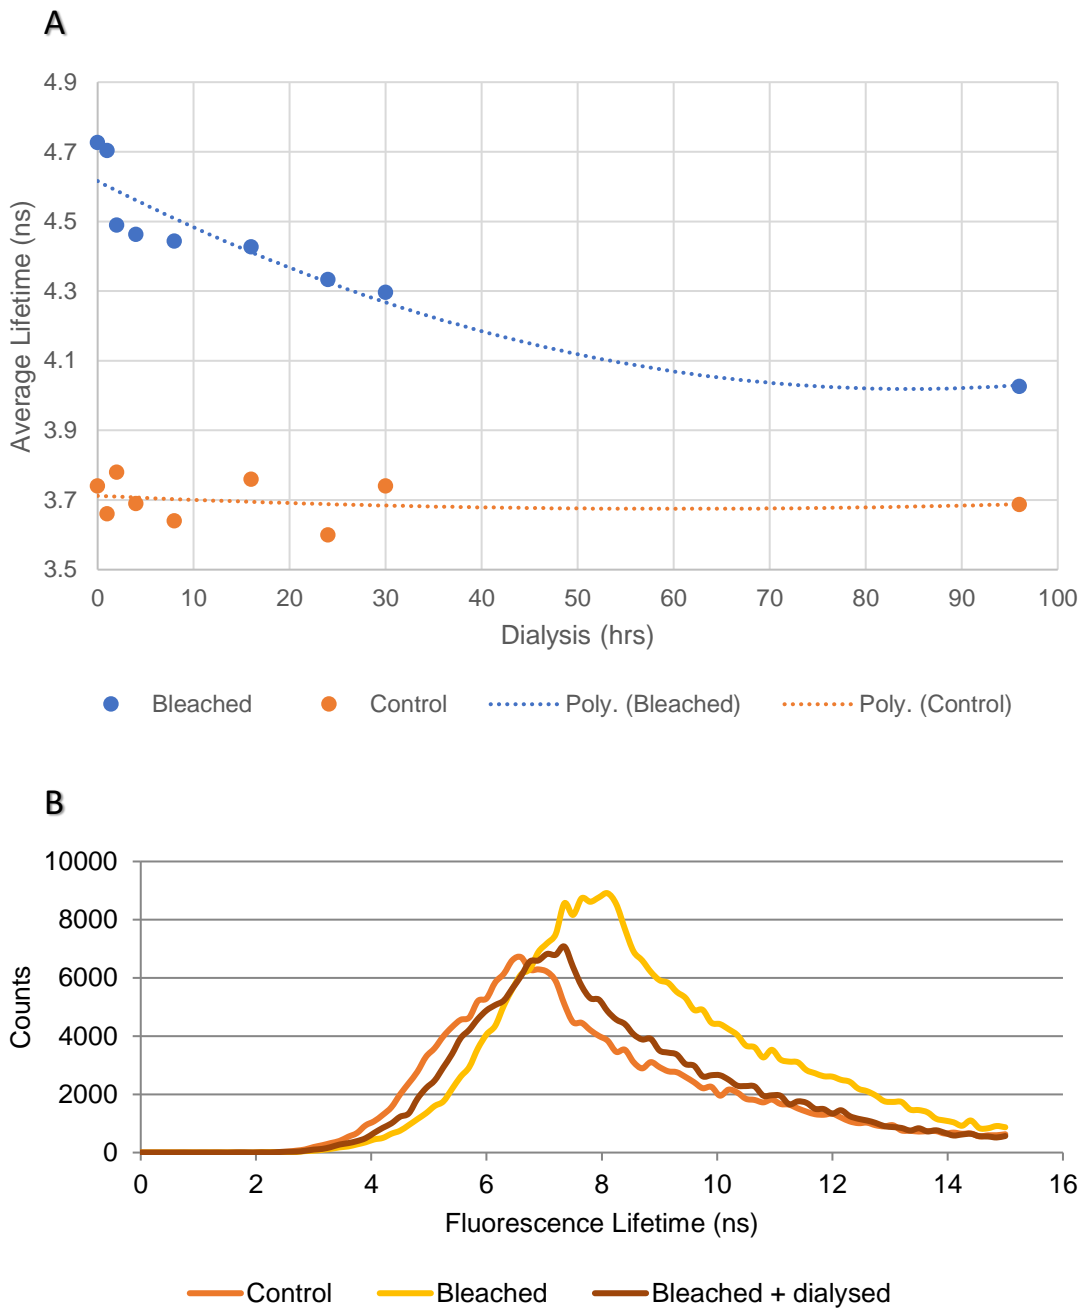 A
4.9
4.7
4.5
4.3
4.1
3.9
3.7
3.5
Average Lifetime (ns)
0 10 20 30 40 50 60 70 80 90 100
Dialysis (hrs)
Bleached Control Poly. (Bleached) Poly. (Control)
B
10000
8000
6000
4000
2000
0
Counts
0 2 4 6 8 10 12 14 16
Fluorescence Lifetime (ns)
Control Bleached Bleached + dialysed